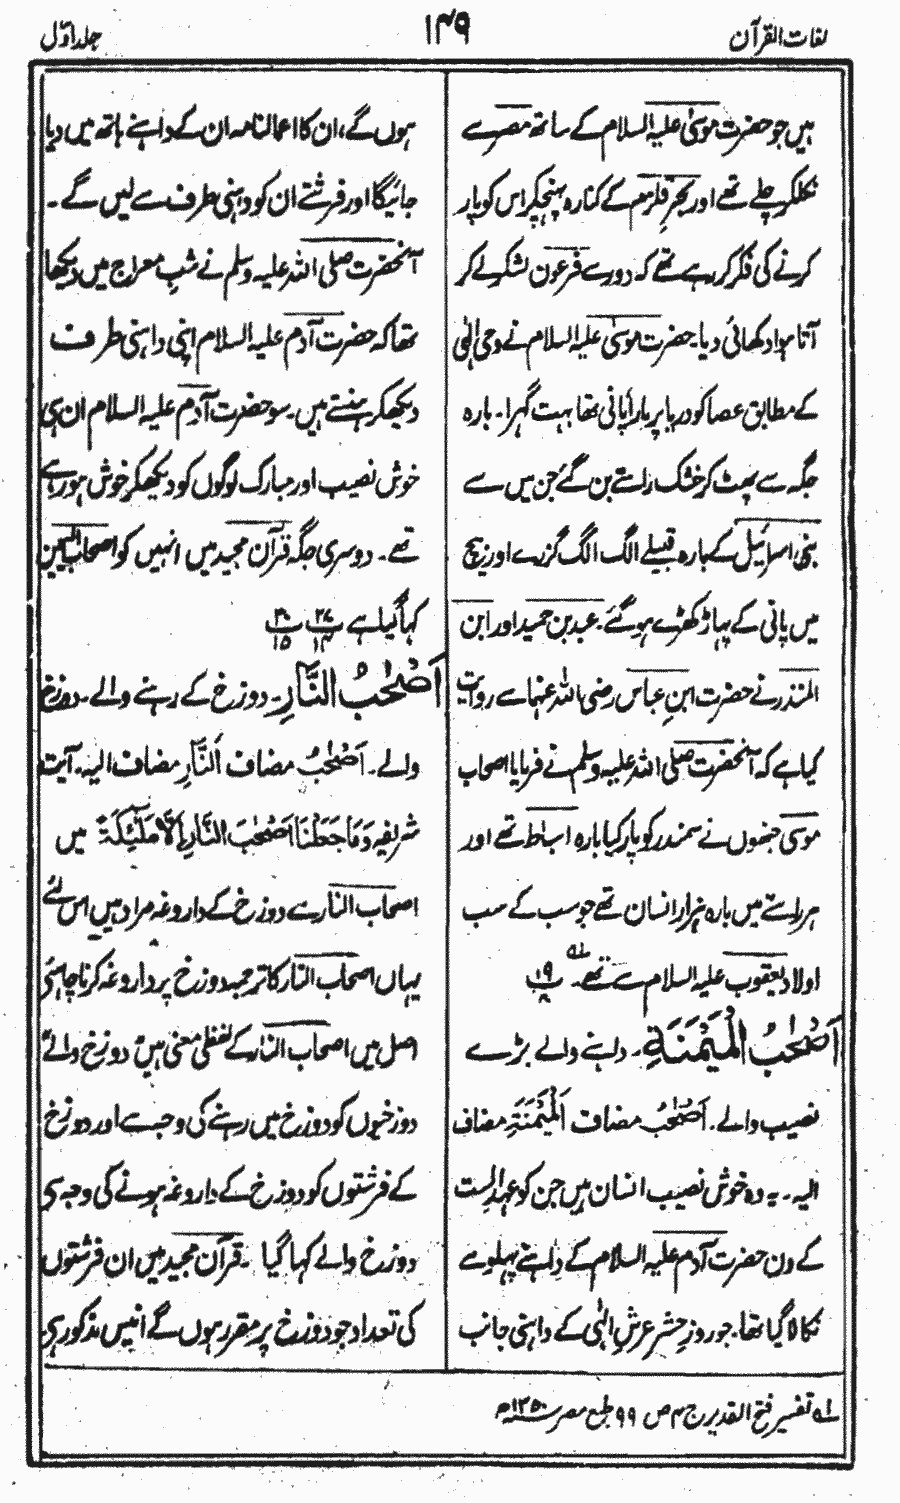 لغات القرآن
۱۴۹
جلد اوّل
ہیں جو حضرت موسیٰ علیہ السلام کے ساتھ مصر سے
نکلکر چلے تھے اور بحر قلزم کے کنارہ پہنچکر اس کو پار
کرنے کی فکر کر رہے تھے کہ دور سے فرعون لشکر لے کر
آتا ہوا دکھائی دیا۔ حضرت موسیٰ علیہ السلام نے وحی الٰہی
کے مطابق عصا کو دریا پر مارا پانی تھا بہت گہرا۔ بارہ
جگہ سے پھٹ کر خشک راستے بن گئے جن میں سے
بنی اسرائیل کے بارہ قبیلے الگ الگ گزرے اور بیچ
میں پانی کے پہاڑ کھڑے ہو گئے۔ عبد بن حمید اور ابن
المنذر نے حضرت ابن عباس رضی اللہ عنہما سے روایت
کیا ہے کہ آنحضرت صلی اللہ علیہ وسلم نے فرمایا اصحاب
موسیٰ جنھوں نے سمندر کو پار کیا بارہ اسباط تھے اور
ہر راستے میں بارہ ہزار انسان تھے جو سب کے سب
اولاد یعقوب علیہ السلام سے تھے۔ ؎۱ پ۱۹ ۸
اَصْحٰبُ الْمَيْمَنَةِ۔ داہنے والے بڑے
نصیب والے۔ اَصْحٰبُ مضاف اَلْمَيْمَنَةِ مضاف
الیہ۔ یہ وہ خوش نصیب انسان ہیں جن کو عہد الست
کے دن حضرت آدم علیہ السلام کے داہنے پہلو سے
نکالا گیا تھا۔ جو روزِ حشر عرشِ الٰہی کے داہنی جانب
ہوں گے، ان کا اعمالنامہ ان کے داہنے ہاتھ میں دیا
جائیگا اور فرشتے ان کو داہنی طرف سے لیں گے۔
آنحضرت صلی اللہ علیہ وسلم نے شبِ معراج میں دیکھا
تھا کہ حضرت آدم علیہ السلام اپنی داہنی طرف
دیکھکر ہنستے ہیں۔ سو حضرت آدم علیہ السلام ان ہی
خوش نصیب اور مبارک لوگوں کو دیکھکر خوش ہو رہے
تھے۔ دوسری جگہ قرآن مجید میں انہیں کو اصحاب الیمین
کہا گیا ہے پ۲۷ ۱۴ پ۳۰ ۱۵
اَصْحٰبُ النَّارِ۔ دوزخ کے رہنے والے۔ دوزخ
والے۔ اَصْحٰبُ مضاف اَلنَّارِ مضاف الیہ۔ آیت
شریفہ وَمَا جَعَلْنَا اَصْحٰبَ النَّارِ اِلَّا مَلٰٓئِكَةً میں
اصحاب النار سے دوزخ کے داروغہ مراد ہیں اس لئے
یہاں اصحاب النار کا ترجمہ دوزخ پر داروغہ کرنا چاہئے
اصل میں اصحاب النار کے لفظی معنی ہیں دوزخ والے
دوزخیوں کو دوزخ میں رہنے کی وجہ سے اور دوزخ
کے فرشتوں کو دوزخ کے داروغہ ہونے کی وجہ سے
دوزخ والے کہا گیا۔ قرآن مجید میں ان فرشتوں
کی تعداد جو دوزخ پر مقرر ہوں گے انیس مذکور ہے
؎۱ تفسیر فتح القدیر ج ۴ ص ۹۹ طبع مصر ۱۳۵۰ھ